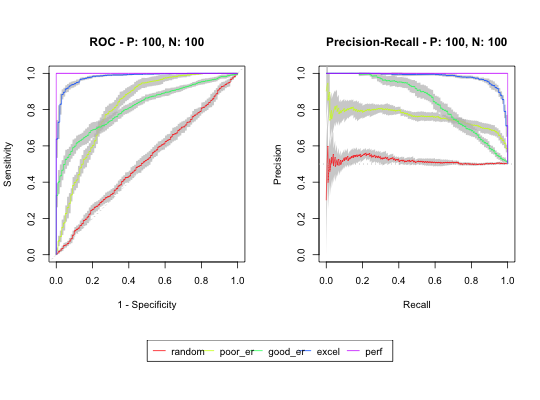 ROC - P: 100, N: 100
Precision-Recall - P: 100, N: 100
Sensitivity
0.0 0.2 0.4 0.6 0.8 1.0
0.0 0.2 0.4 0.6 0.8 1.0
1 - Specificity
Precision
0.0 0.2 0.4 0.6 0.8 1.0
0.0 0.2 0.4 0.6 0.8 1.0
Recall
random poor_er good_er excel perf